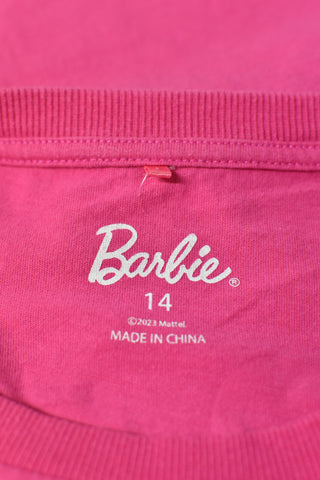 Barbie®
14
©2023 Mattel.
MADE IN CHINA